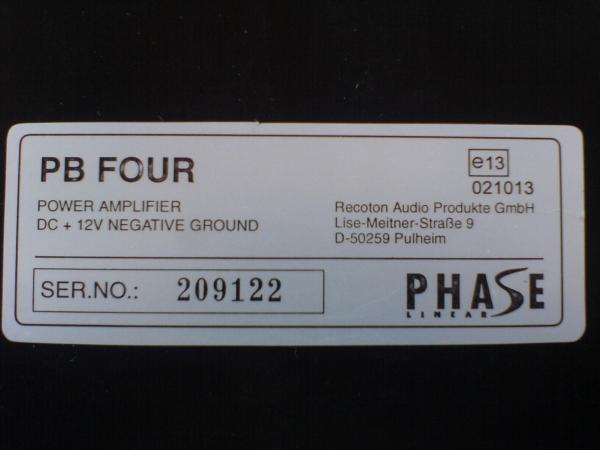 PB FOUR
POWER AMPLIFIER
DC + 12V NEGATIVE GROUND
e13
021013
Recoton Audio Produkte GmbH
Lise-Meitner-Straße 9
D-50259 Pulheim
SER.NO.: 209122
PHASE
LINEAR